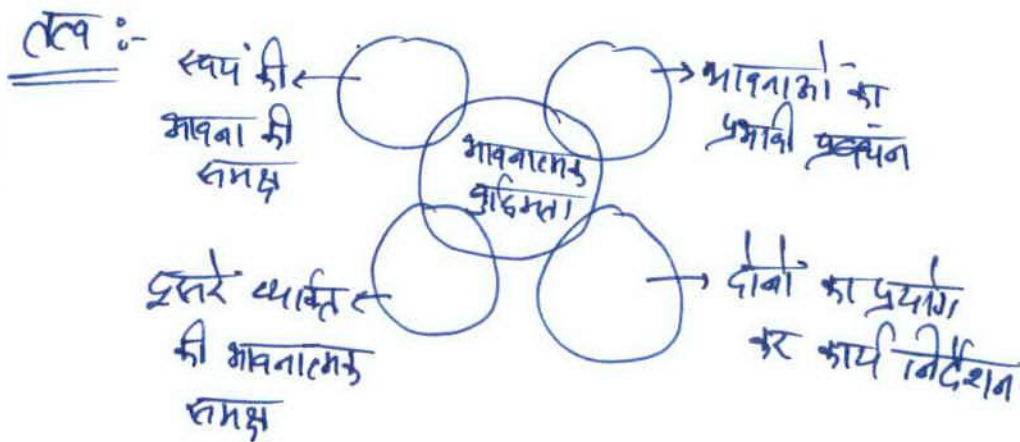 तत्व :-
स्वयं की
भावना की
समझ
भावनाओं का
प्रभावी प्रबंधन
भावनात्मक
बुद्धिमता
दूसरे व्यक्ति
की भावनात्मक
समझ
दोनों का प्रयोग
कर कार्य निर्देशन